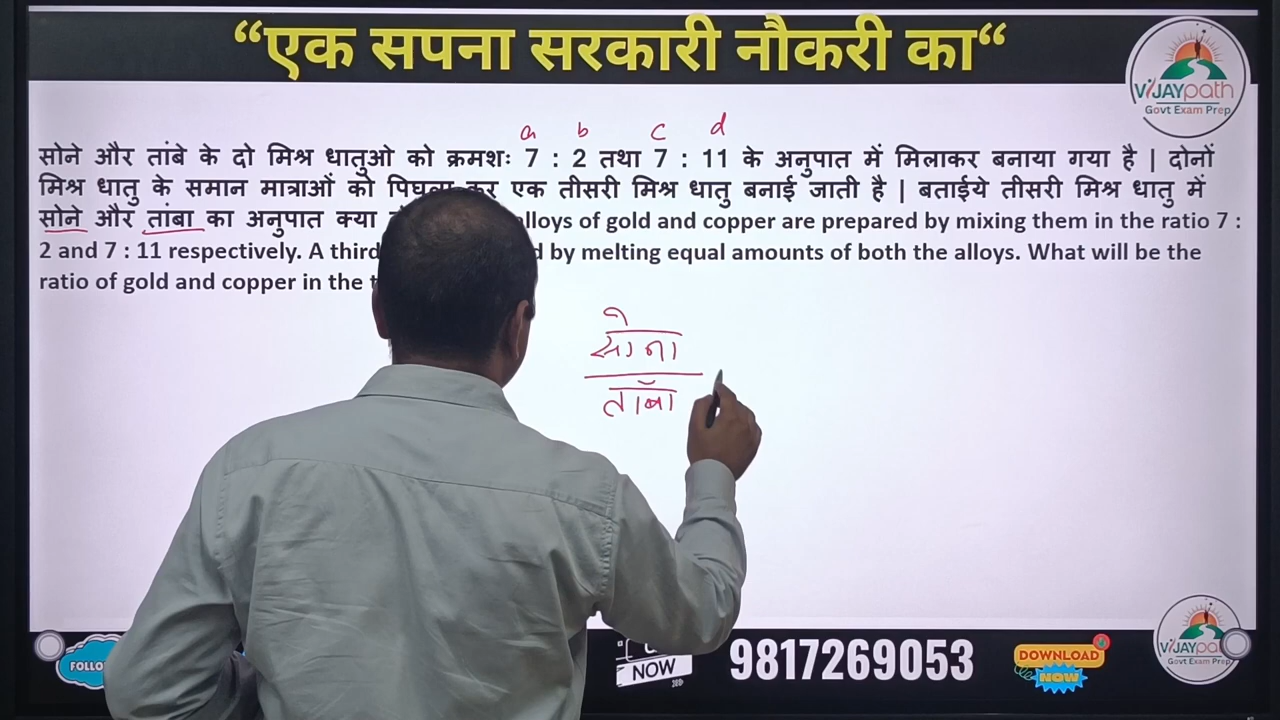 “एक सपना सरकारी नौकरी का“
VIJAYpath
Govt Exam Prep
a b c d
सोने और तांबे के दो मिश्र धातुओ को क्रमशः 7 : 2 तथा 7 : 11 के अनुपात में मिलाकर बनाया गया है | दोनों
मिश्र धातु के समान मात्राओं को पिघला कर एक तीसरी मिश्र धातु बनाई जाती है | बताईये तीसरी मिश्र धातु में
सोने और तांबा का अनुपात क्या alloys of gold and copper are prepared by mixing them in the ratio 7 :
2 and 7 : 11 respectively. A third by melting equal amounts of both the alloys. What will be the
ratio of gold and copper in the
सोना
ताँबा
FOLLO
NOW
9817269053
DOWNLOAD
NOW
VIJAYpath
Govt Exam Prep